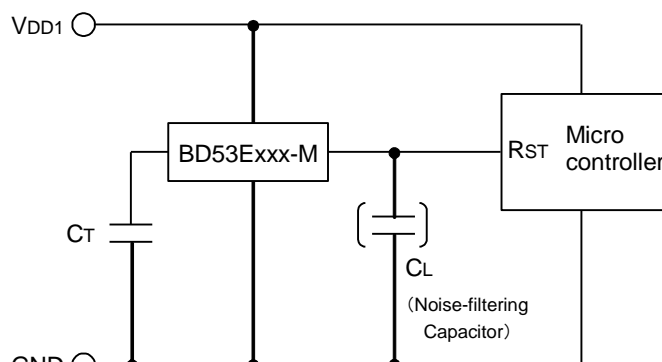 VDD1
BD53Exxx-M
RST
Micro
controller
CT
CL
（Noise-filtering
Capacitor）
GND